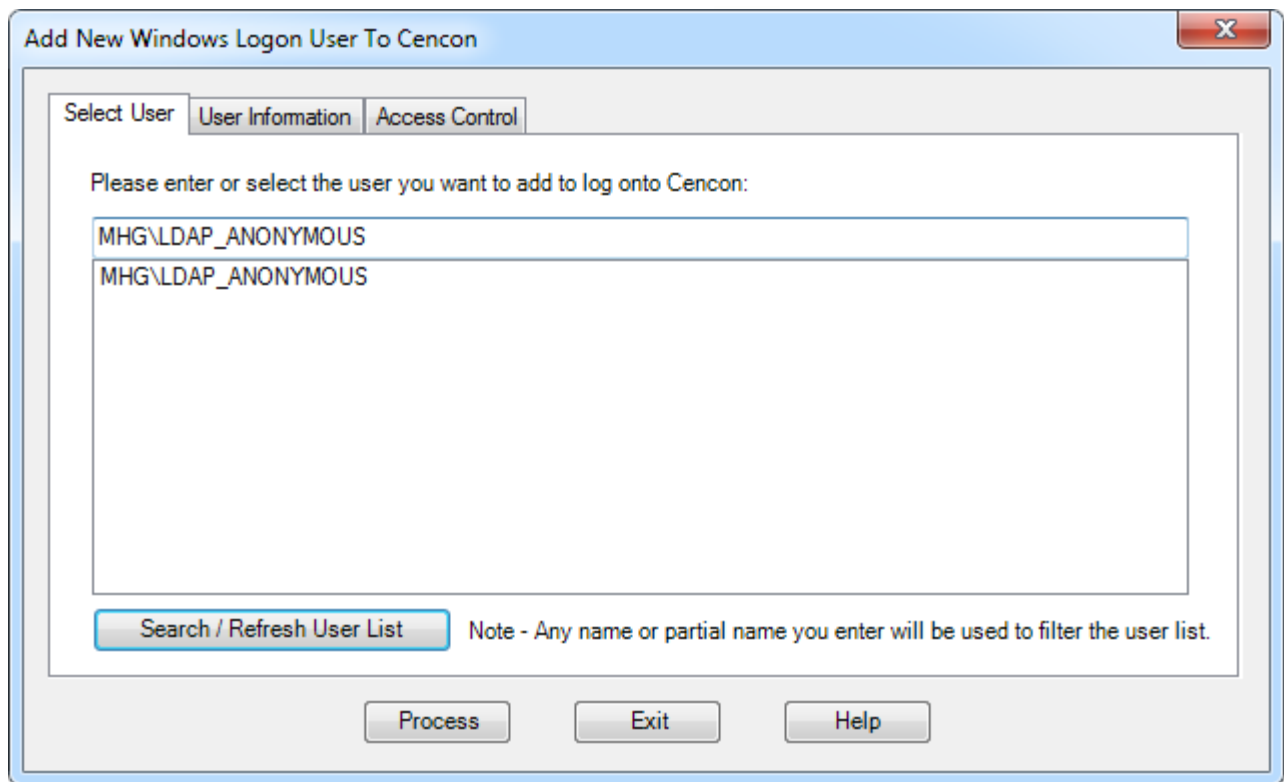 Add New Windows Logon User To Cencon
Select User
User Information
Access Control
Please enter or select the user you want to add to log onto Cencon:
MHG\LDAP_ANONYMOUS
MHG\LDAP_ANONYMOUS
Search / Refresh User List
Note - Any name or partial name you enter will be used to filter the user list.
Process
Exit
Help